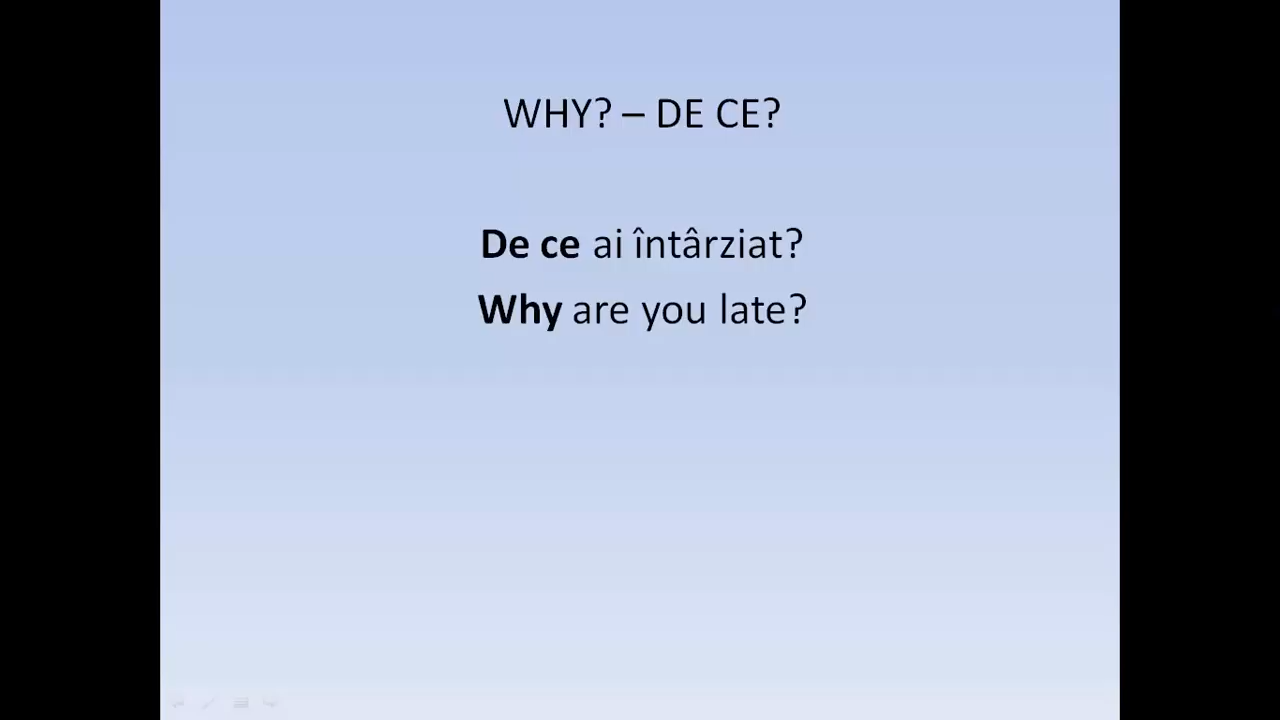 WHY? – DE CE?
De ce ai întârziat?
Why are you late?